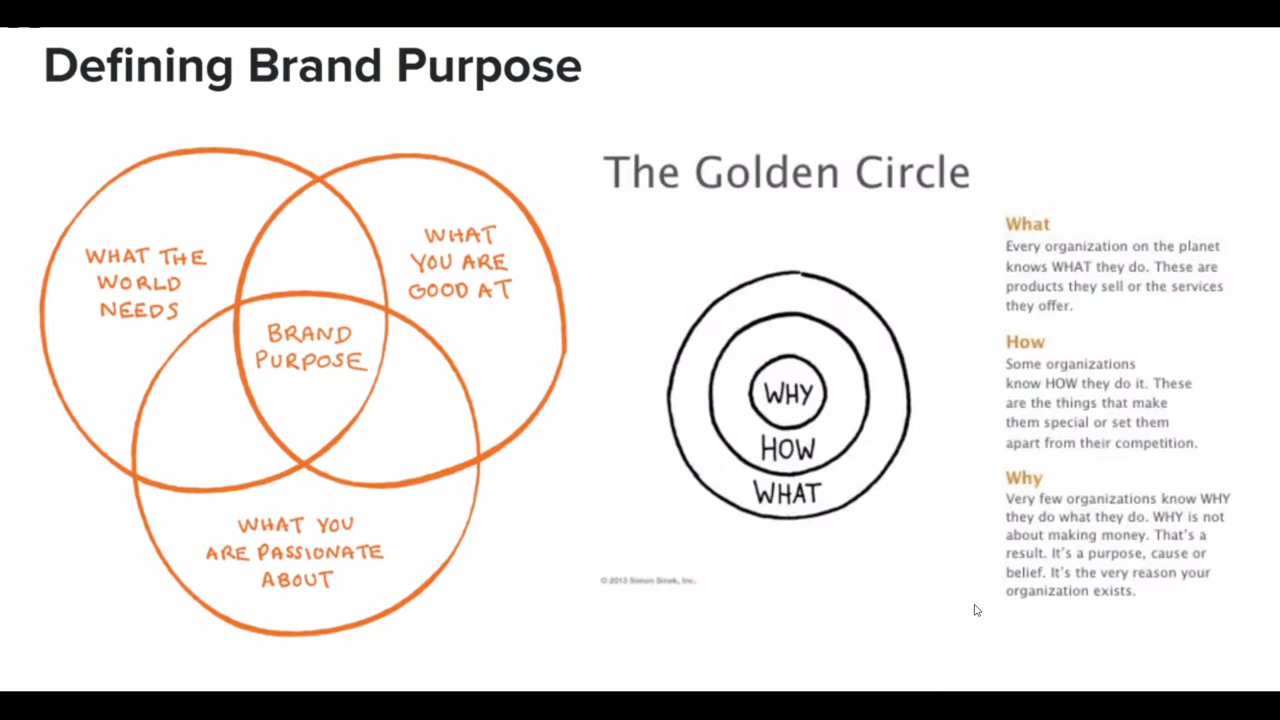 Defining Brand Purpose
WHAT THE
WORLD
NEEDS
WHAT
YOU ARE
GOOD AT
BRAND
PURPOSE
WHAT YOU
ARE PASSIONATE
ABOUT
The Golden Circle
WHY
HOW
WHAT
© 2013 Simon Sinek, Inc.
What
Every organization on the planet
knows WHAT they do. These are
products they sell or the services
they offer.
How
Some organizations
know HOW they do it. These
are the things that make
them special or set them
apart from their competition.
Why
Very few organizations know WHY
they do what they do. WHY is not
about making money. That's a
result. It's a purpose, cause or
belief. It's the very reason your
organization exists.